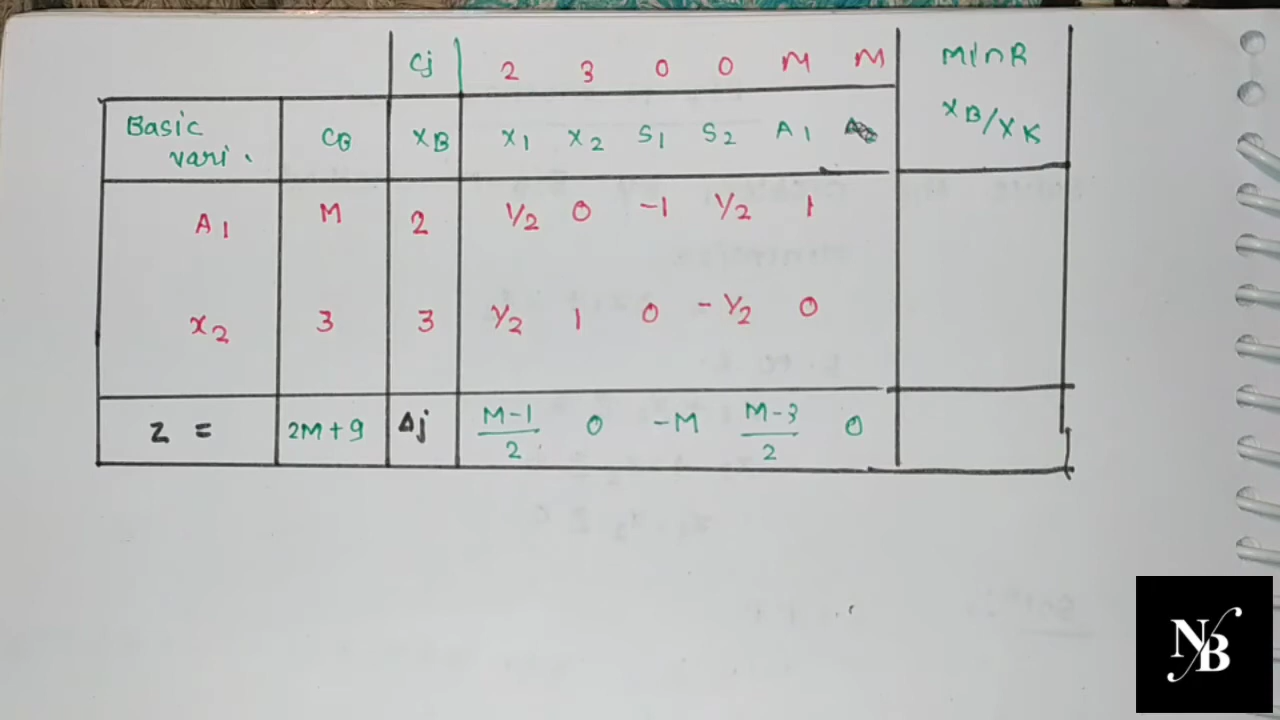 Cj 2 3 0 0 M M MinR
Basic vari. CB XB X1 X2 S1 S2 A1 XB/XK
A1 M 2 1/2 0 -1 1/2 1
X2 3 3 1/2 1 0 -1/2 0
Z = 2M+9 Δj M-1/2 0 -M M-3/2 0
NB